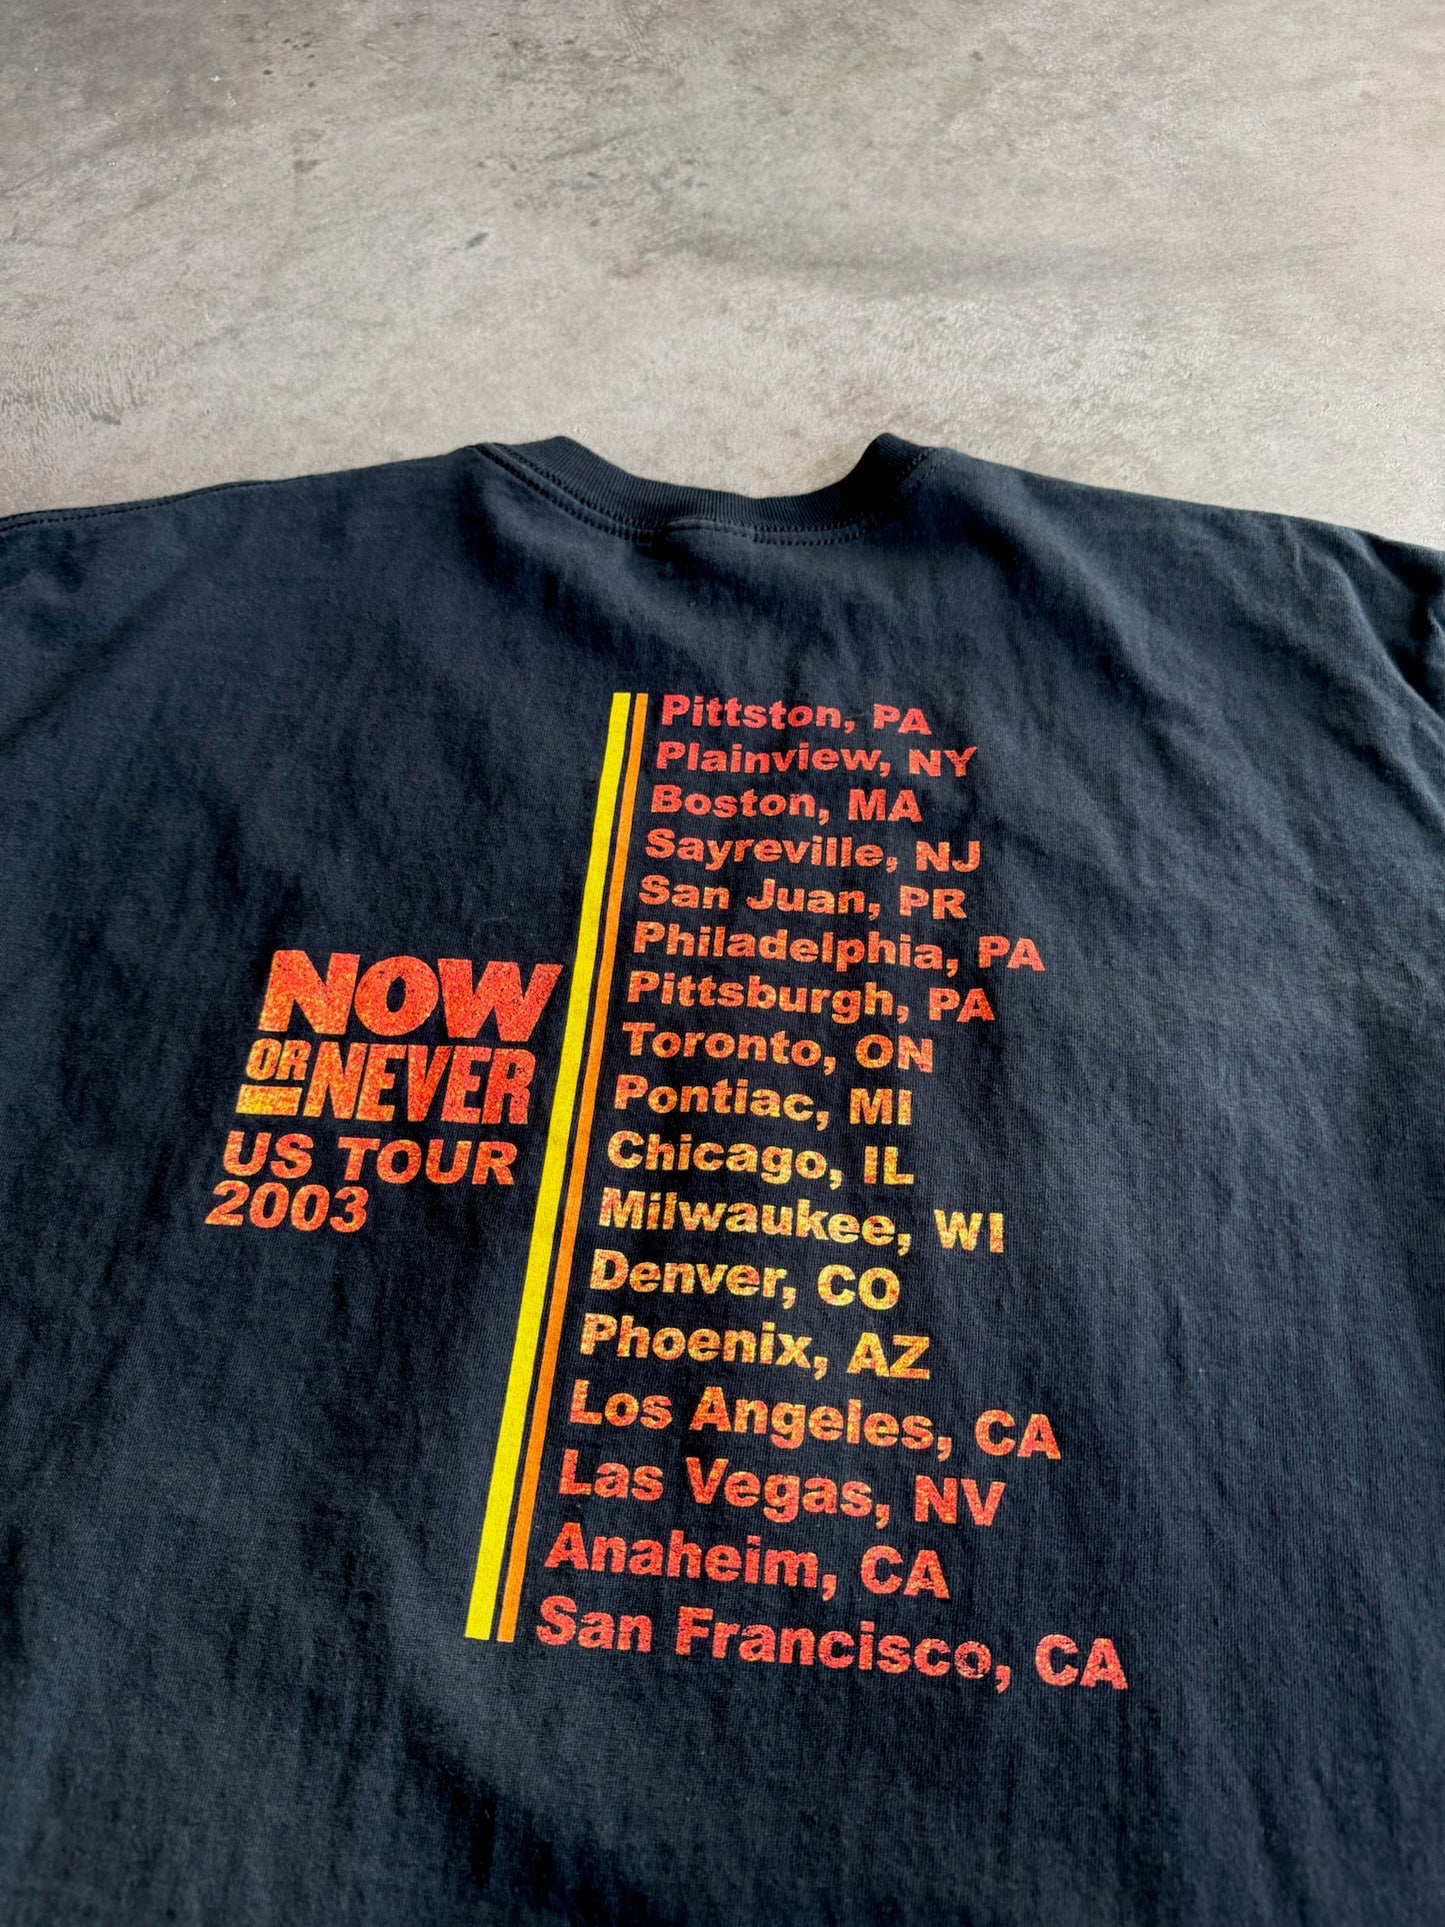 NOW
OR NEVER
US TOUR
2003
Pittston, PA
Plainview, NY
Boston, MA
Sayreville, NJ
San Juan, PR
Philadelphia, PA
Pittsburgh, PA
Toronto, ON
Pontiac, MI
Chicago, IL
Milwaukee, WI
Denver, CO
Phoenix, AZ
Los Angeles, CA
Las Vegas, NV
Anaheim, CA
San Francisco, CA